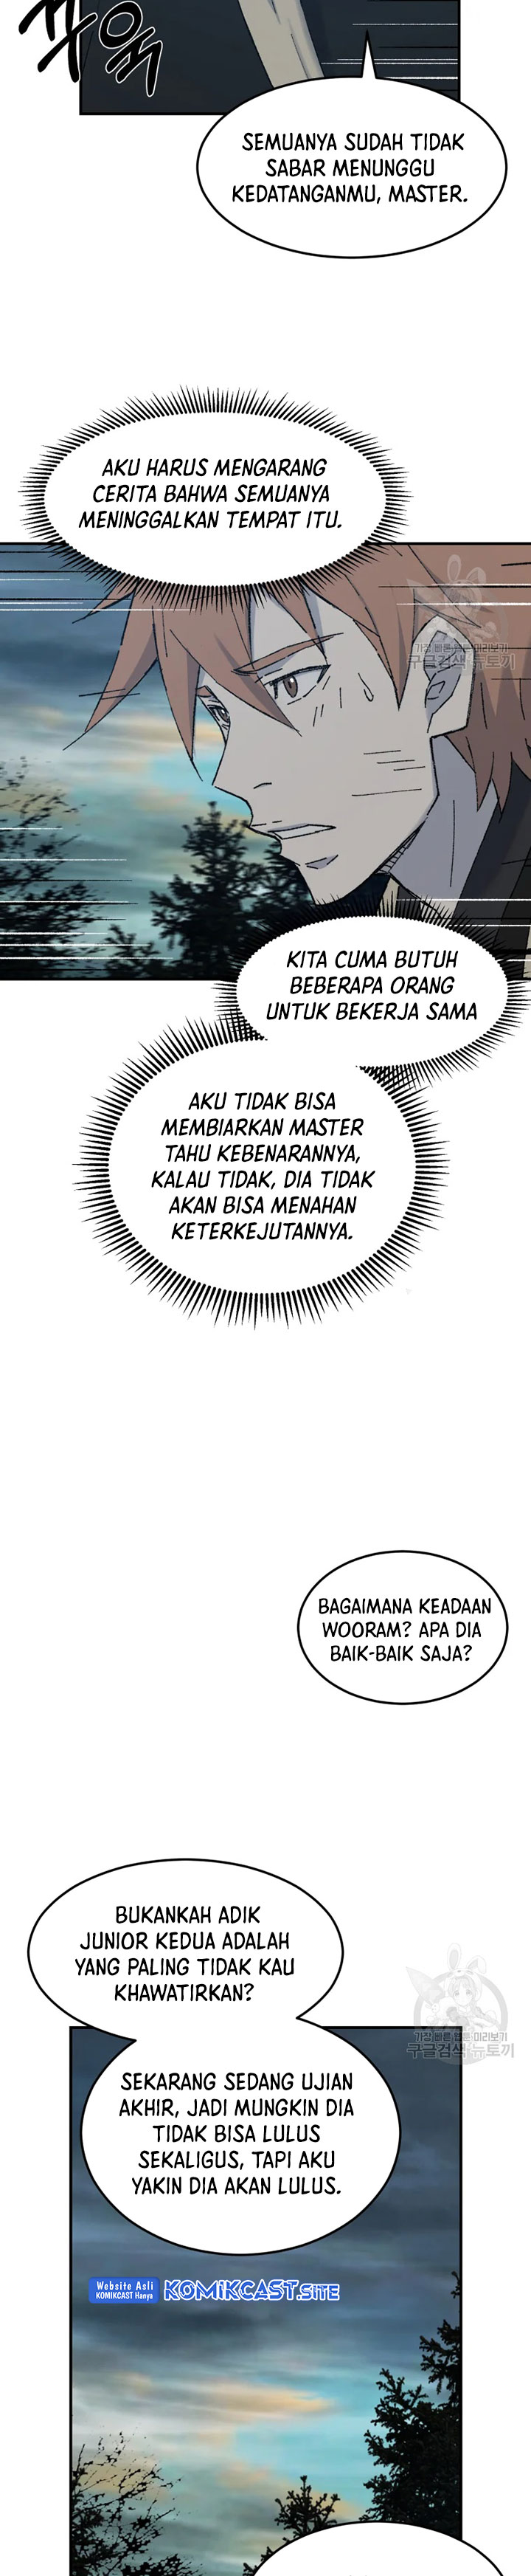 SEMUANYA SUDAH TIDAK
SABAR MENUNGGU
KEDATANGANMU, MASTER.
AKU HARUS MENGARANG
CERITA BAHWA SEMUANYA
MENINGGALKAN TEMPAT ITU.
가장 빠른 웹툰 미리보기
구글검색 뉴토끼
KITA CUMA BUTUH
BEBERAPA ORANG
UNTUK BEKERJA SAMA
AKU TIDAK BISA
MEMBIARKAN MASTER
TAHU KEBENARANNYA,
KALAU TIDAK, DIA TIDAK
AKAN BISA MENAHAN
KETERKEJUTANNYA.
BAGAIMANA KEADAAN
WOORAM? APA DIA
BAIK-BAIK SAJA?
BUKANKAH ADIK
JUNIOR KEDUA ADALAH
YANG PALING TIDAK KAU
KHAWATIRKAN?
가장 빠른 웹툰 미리보기
구글검색 뉴토끼
SEKARANG SEDANG UJIAN
AKHIR, JADI MUNGKIN DIA
TIDAK BISA LULUS
SEKALIGUS, TAPI AKU
YAKIN DIA AKAN LULUS.
Website Asli
KOMIKCAST Hanya
KOMIKCAST.SITE